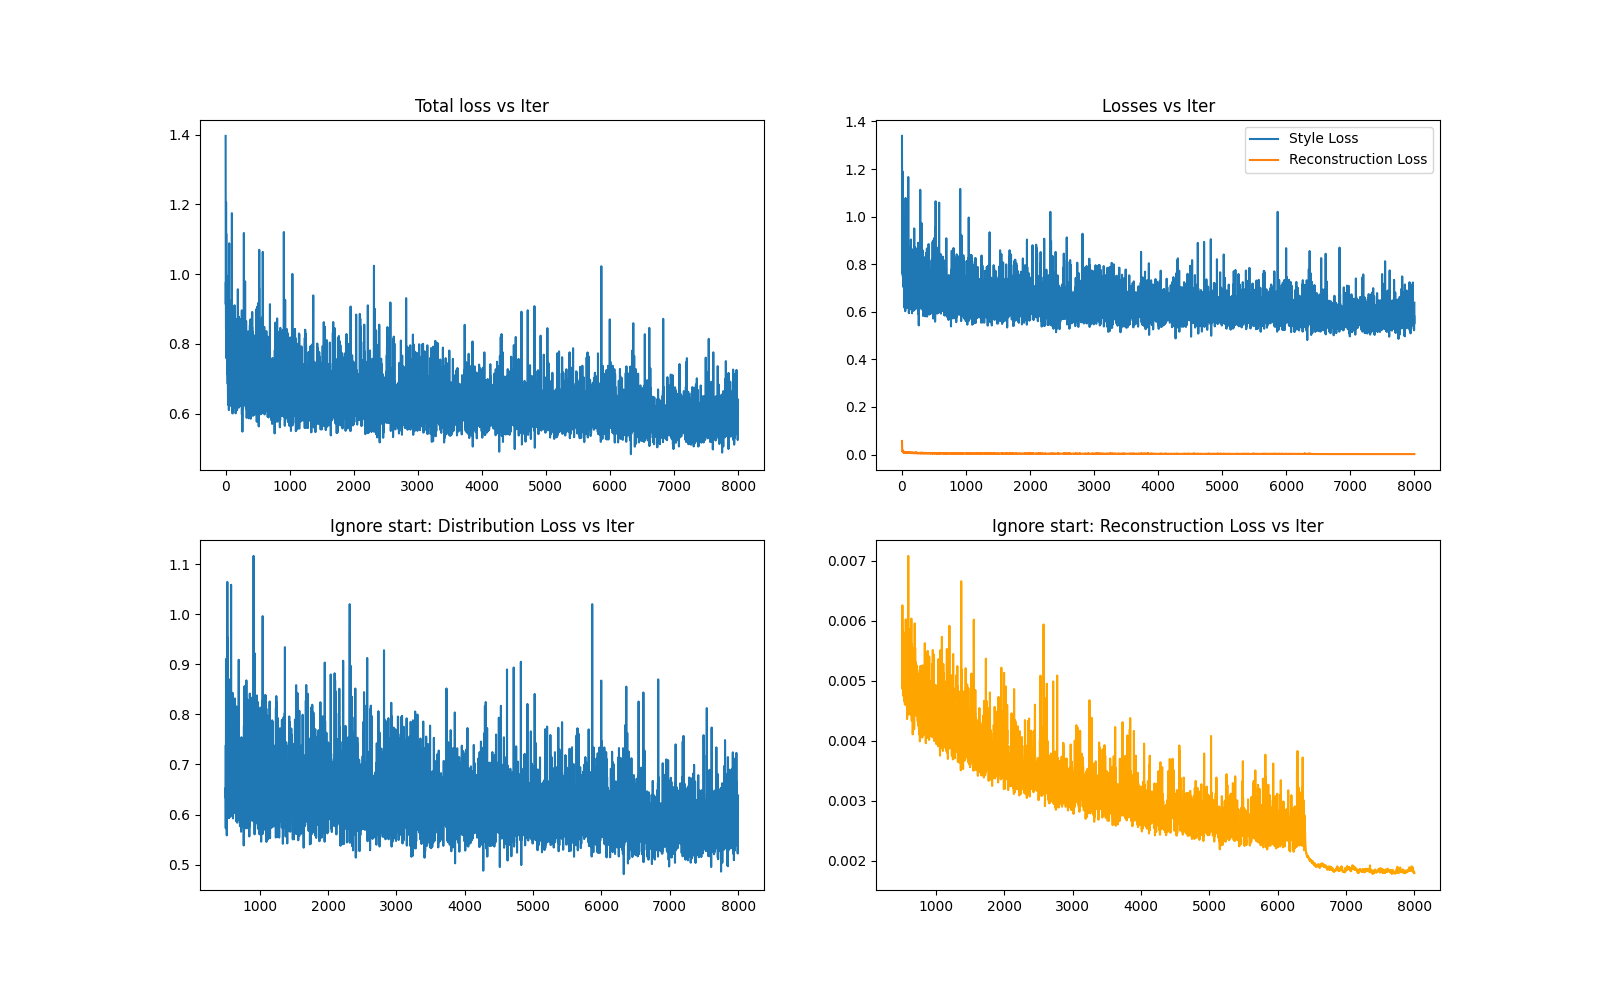 Total loss vs Iter
1.4
1.2
1.0
0.8
0.6
0 1000 2000 3000 4000 5000 6000 7000 8000
Losses vs Iter
Style Loss
Reconstruction Loss
1.4
1.2
1.0
0.8
0.6
0.4
0.2
0.0
0 1000 2000 3000 4000 5000 6000 7000 8000
Ignore start: Distribution Loss vs Iter
1.1
1.0
0.9
0.8
0.7
0.6
0.5
1000 2000 3000 4000 5000 6000 7000 8000
Ignore start: Reconstruction Loss vs Iter
0.007
0.006
0.005
0.004
0.003
0.002
1000 2000 3000 4000 5000 6000 7000 8000